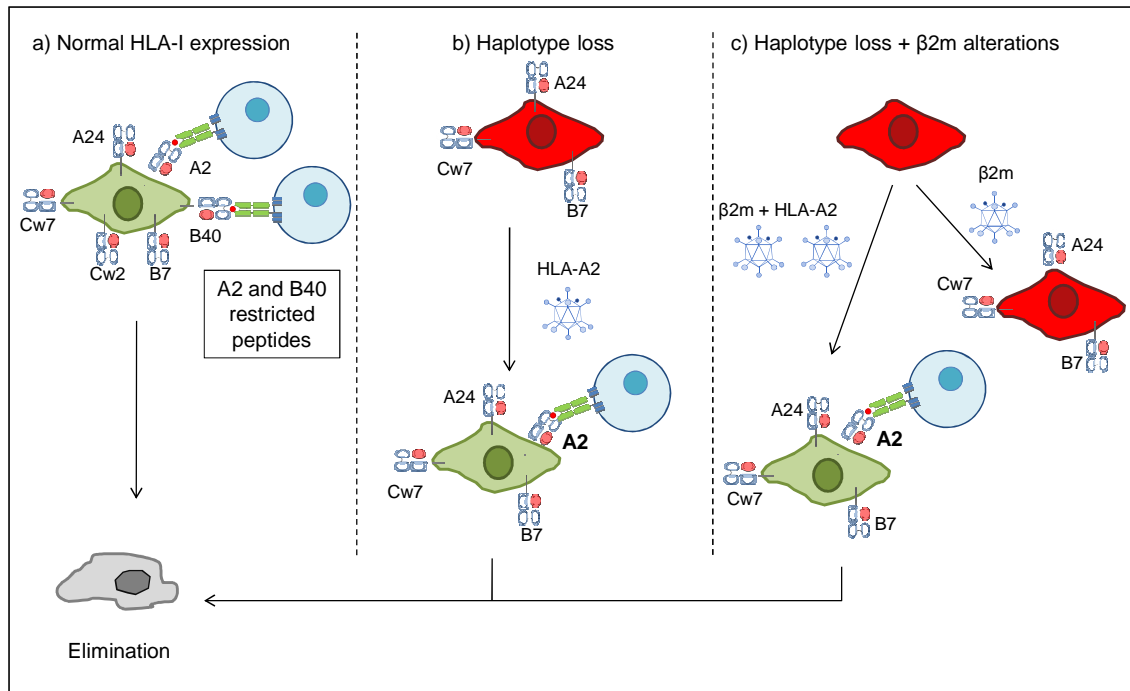 a) Normal HLA-I expression
A24
A2
Cw7
B40
Cw2
B7
A2 and B40
restricted
peptides
Elimination
b) Haplotype loss
A24
Cw7
B7
HLA-A2
A24
A2
Cw7
B7
c) Haplotype loss + β2m alterations
β2m
β2m + HLA-A2
A24
Cw7
B7
A24
A2
Cw7
B7